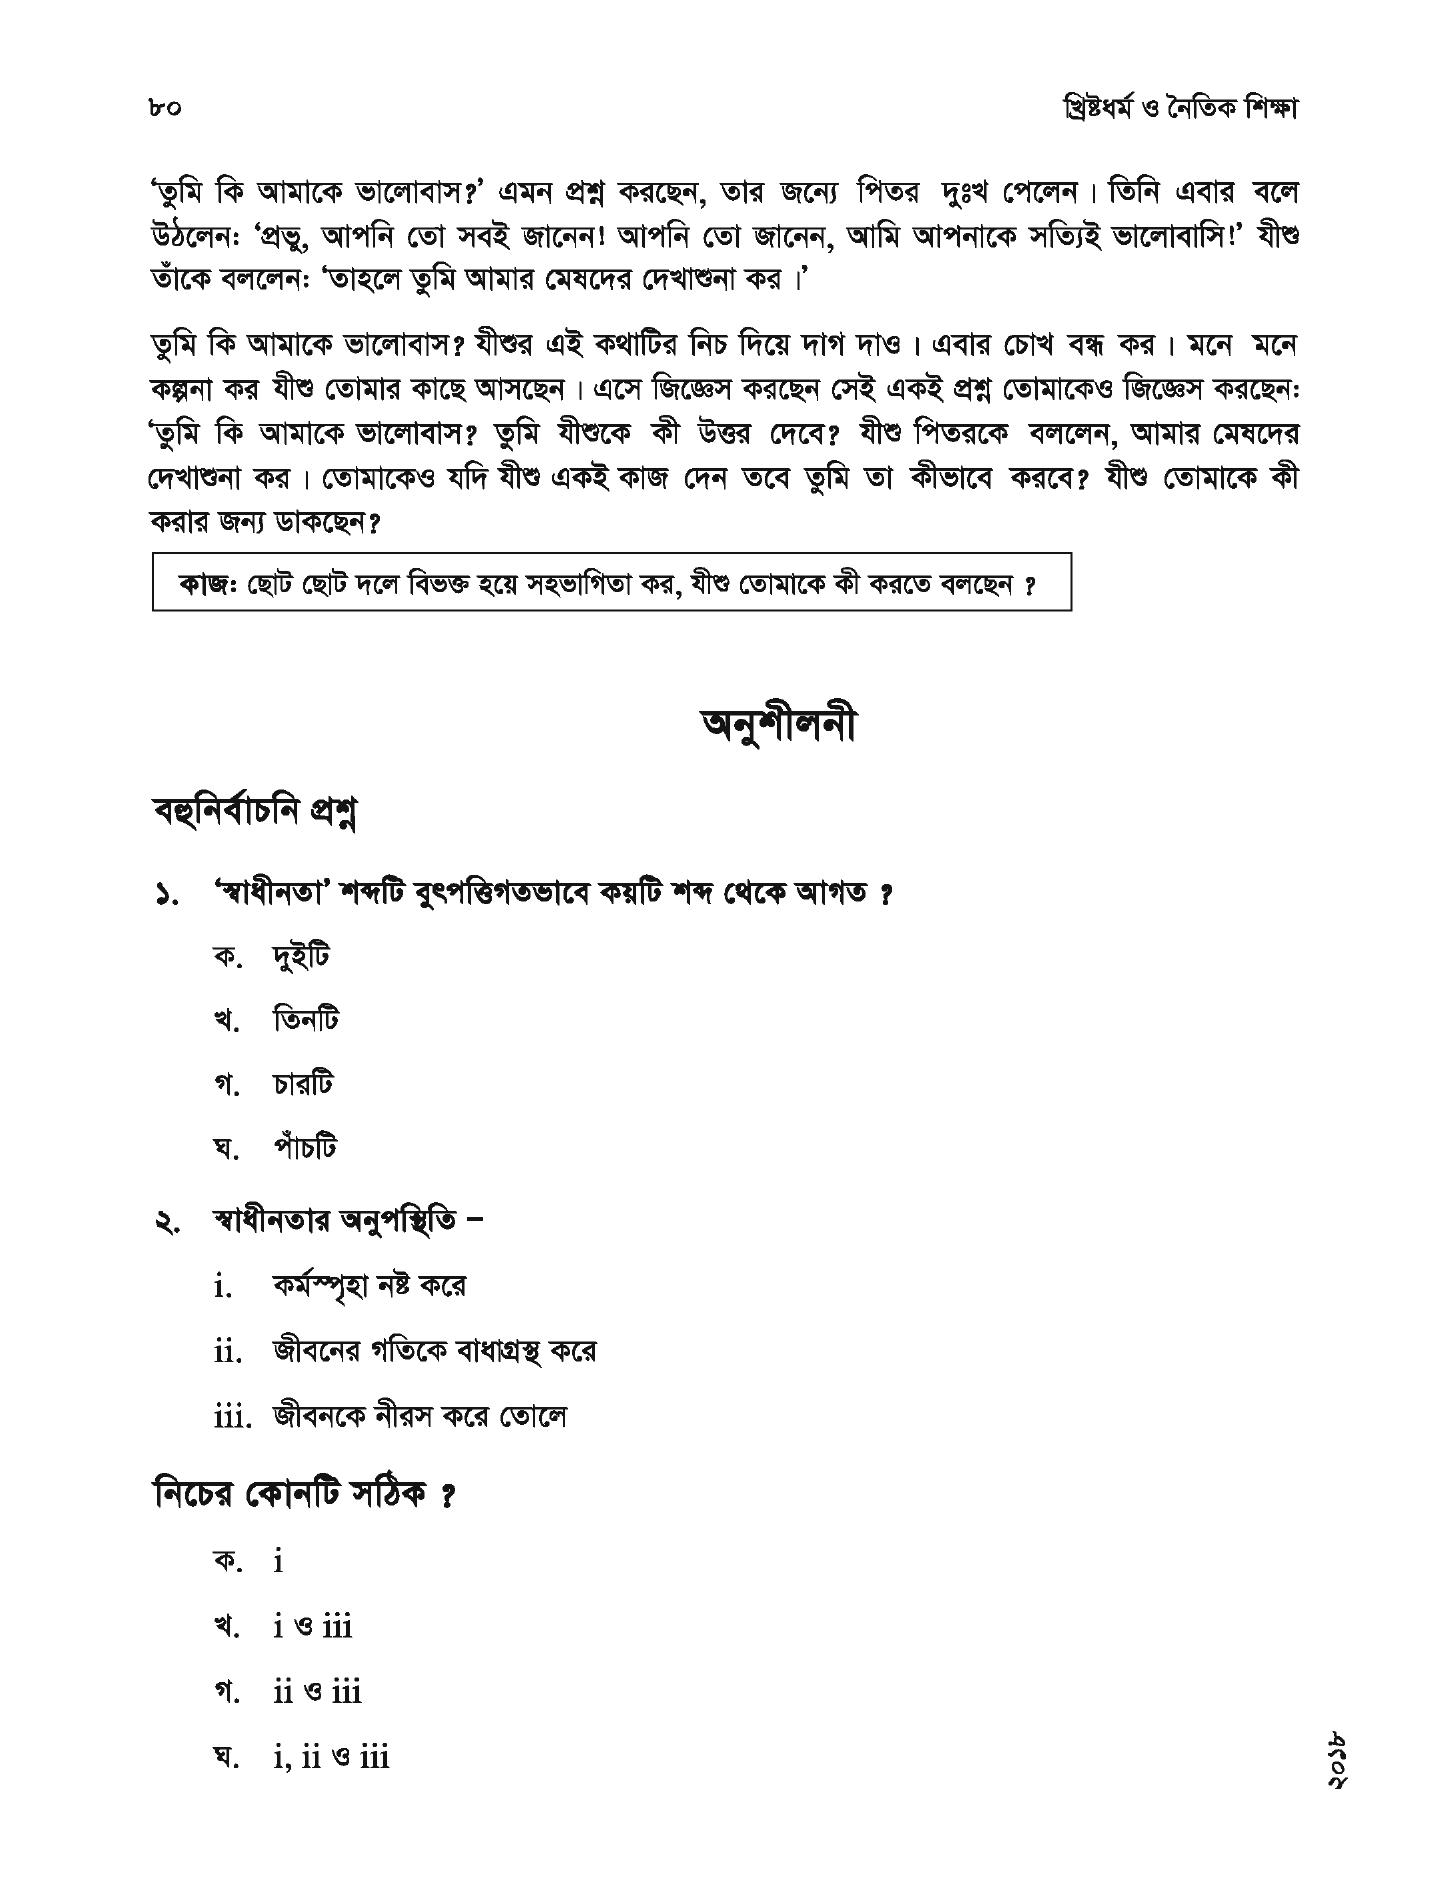 ৮০
খ্রিষ্টধর্ম ও নৈতিক শিক্ষা
‘তুমি কি আমাকে ভালোবাস?’ এমন প্রশ্ন করছেন, তার জন্যে পিতর দুঃখ পেলেন। তিনি এবার বলে
উঠলেন: ‘প্রভু, আপনি তো সবই জানেন! আপনি তো জানেন, আমি আপনাকে সত্যিই ভালোবাসি!’ যীশু
তাঁকে বললেন: ‘তাহলে তুমি আমার মেষদের দেখাশুনা কর।’
তুমি কি আমাকে ভালোবাস? যীশুর এই কথাটির নিচ দিয়ে দাগ দাও। এবার চোখ বন্ধ কর। মনে মনে
কল্পনা কর যীশু তোমার কাছে আসছেন। এসে জিজ্ঞেস করছেন সেই একই প্রশ্ন তোমাকেও জিজ্ঞেস করছেন:
‘তুমি কি আমাকে ভালোবাস? তুমি যীশুকে কী উত্তর দেবে? যীশু পিতরকে বললেন, আমার মেষদের
দেখাশুনা কর। তোমাকেও যদি যীশু একই কাজ দেন তবে তুমি তা কীভাবে করবে? যীশু তোমাকে কী
করার জন্য ডাকছেন?
কাজ: ছোট ছোট দলে বিভক্ত হয়ে সহভাগিতা কর, যীশু তোমাকে কী করতে বলছেন ?
অনুশীলনী
বহুনির্বাচনি প্রশ্ন
১. ‘স্বাধীনতা’ শব্দটি বুৎপত্তিগতভাবে কয়টি শব্দ থেকে আগত ?
ক. দুইটি
খ. তিনটি
গ. চারটি
ঘ. পাঁচটি
২. স্বাধীনতার অনুপস্থিতি –
i. কর্মস্পৃহা নষ্ট করে
ii. জীবনের গতিকে বাধাগ্রস্থ করে
iii. জীবনকে নীরস করে তোলে
নিচের কোনটি সঠিক ?
ক. i
খ. i ও iii
গ. ii ও iii
ঘ. i, ii ও iii
২০১৮